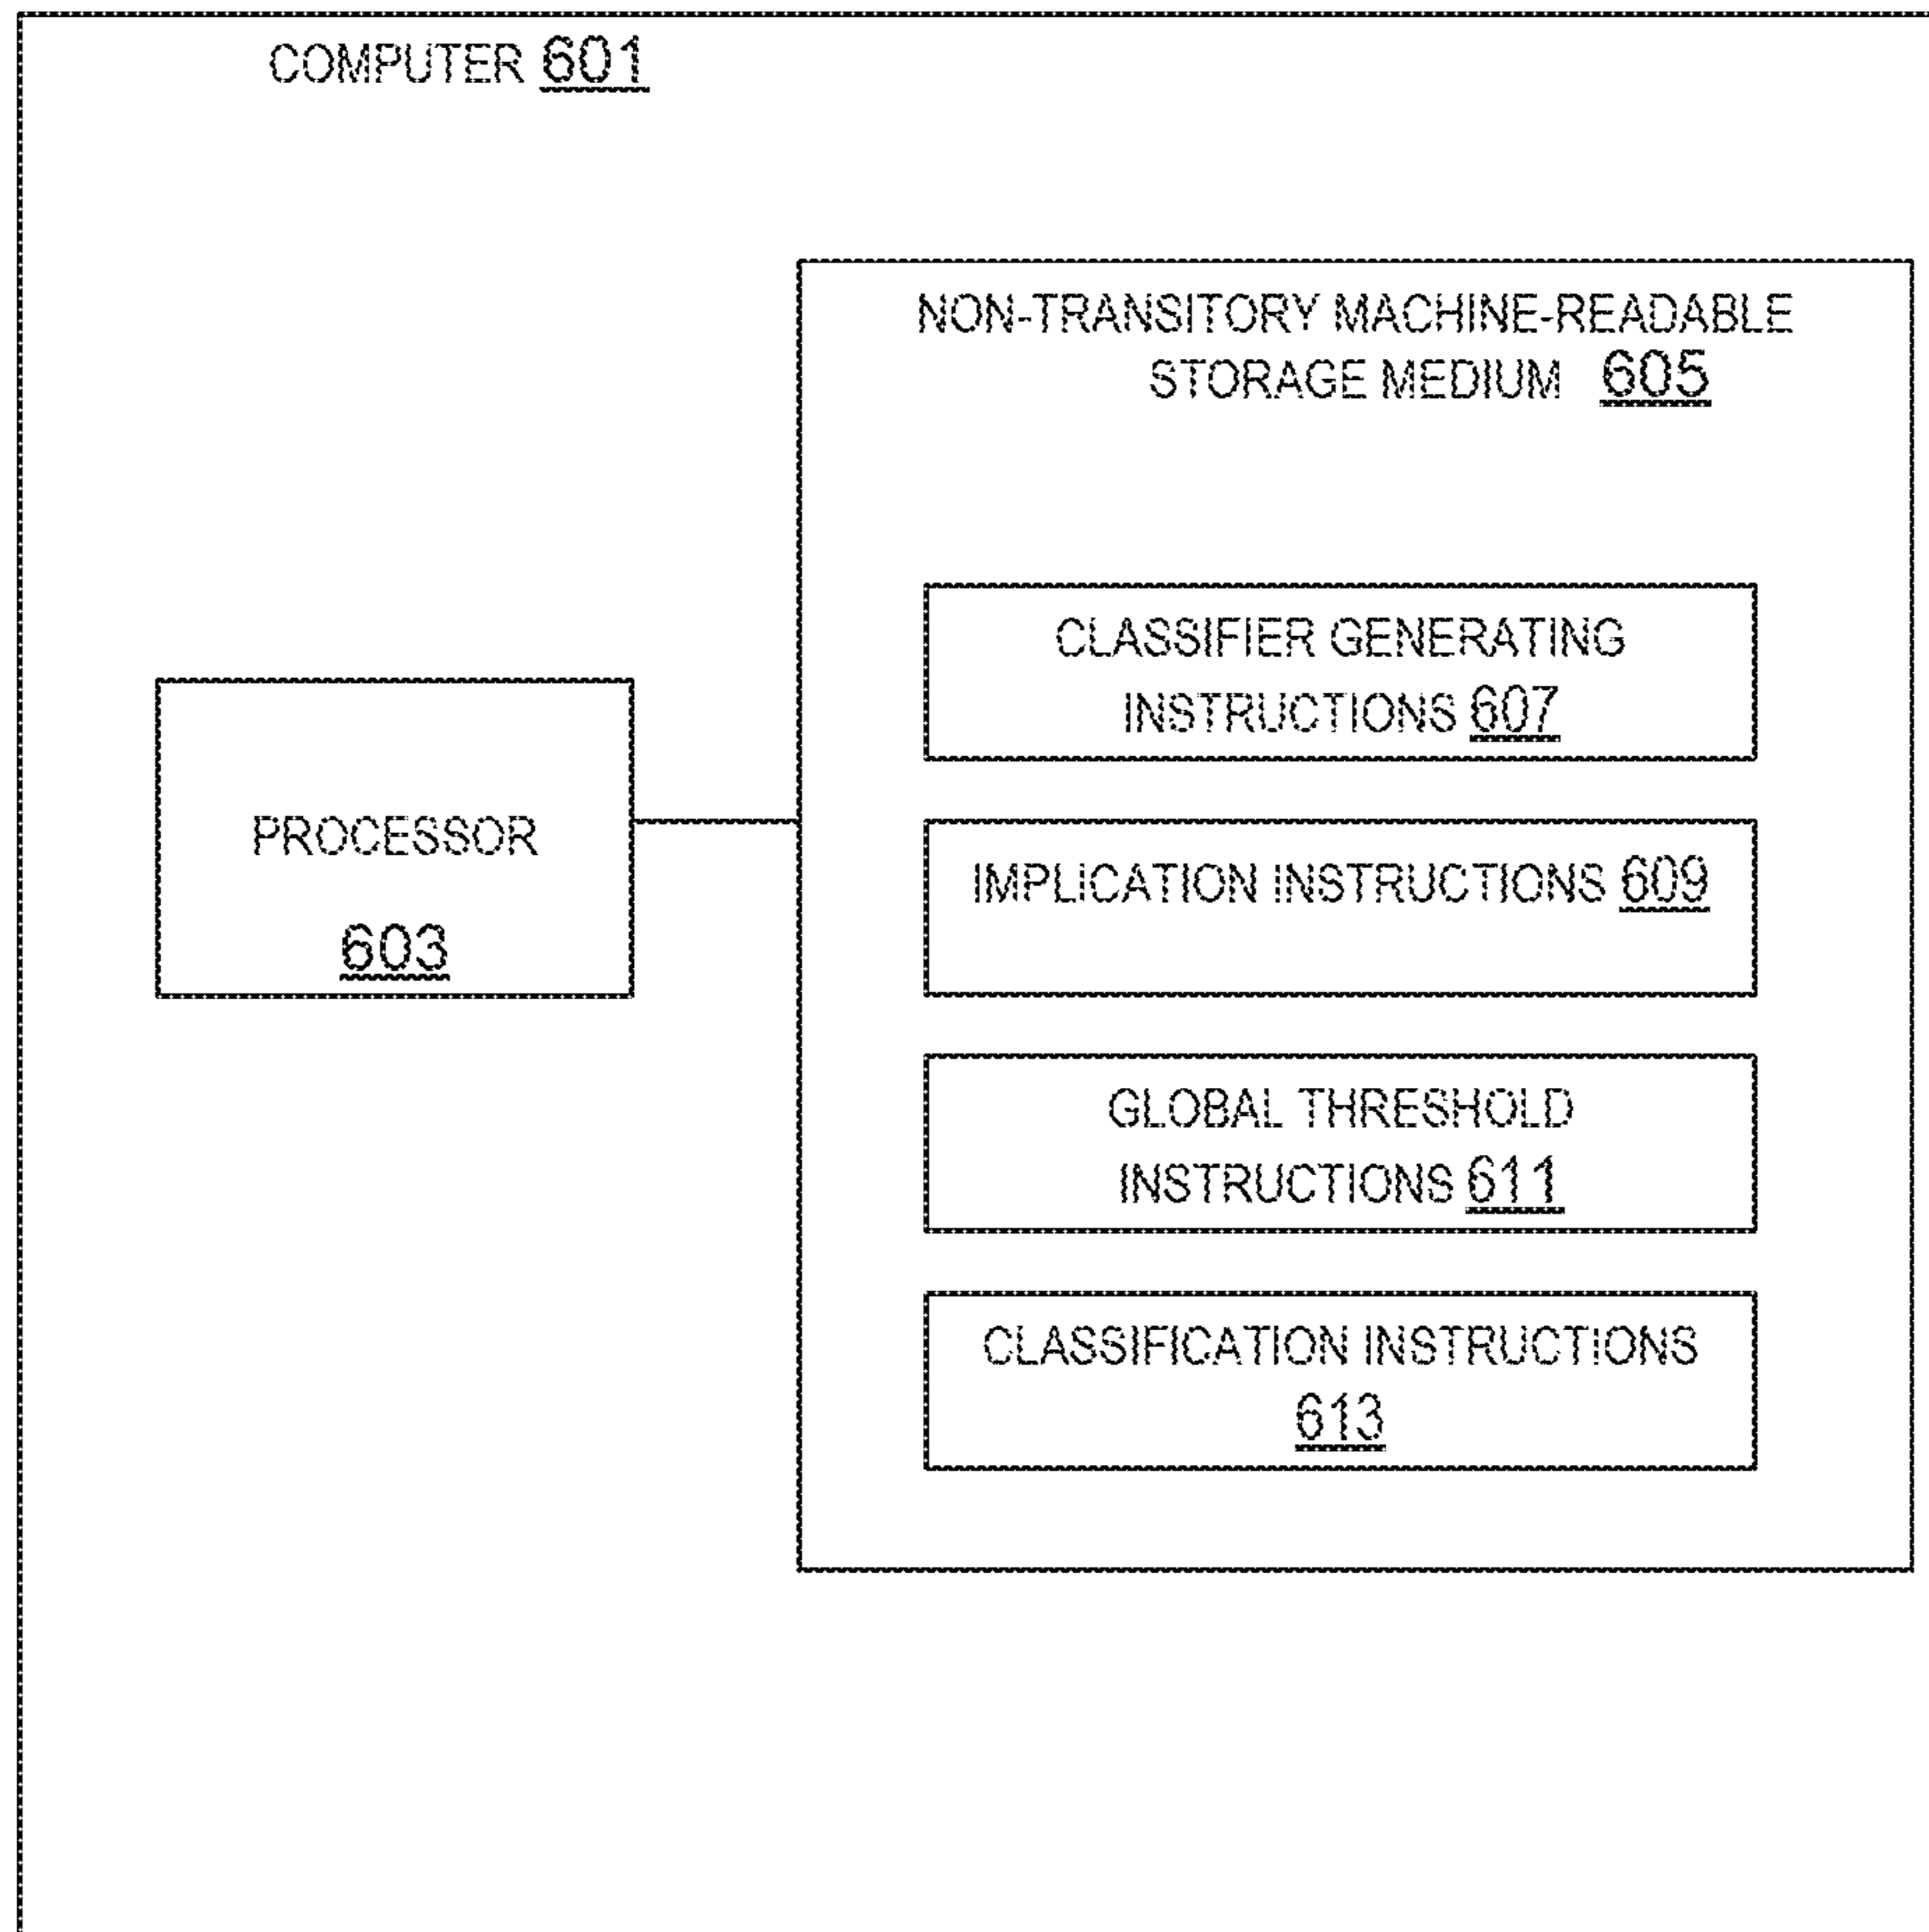 COMPUTER 601
NON-TRANSITORY MACHINE-READABLE
STORAGE MEDIUM 605
CLASSIFIER GENERATING
INSTRUCTIONS 607
PROCESSOR
603
IMPLICATION INSTRUCTIONS 609
GLOBAL THRESHOLD
INSTRUCTIONS 611
CLASSIFICATION INSTRUCTIONS
613